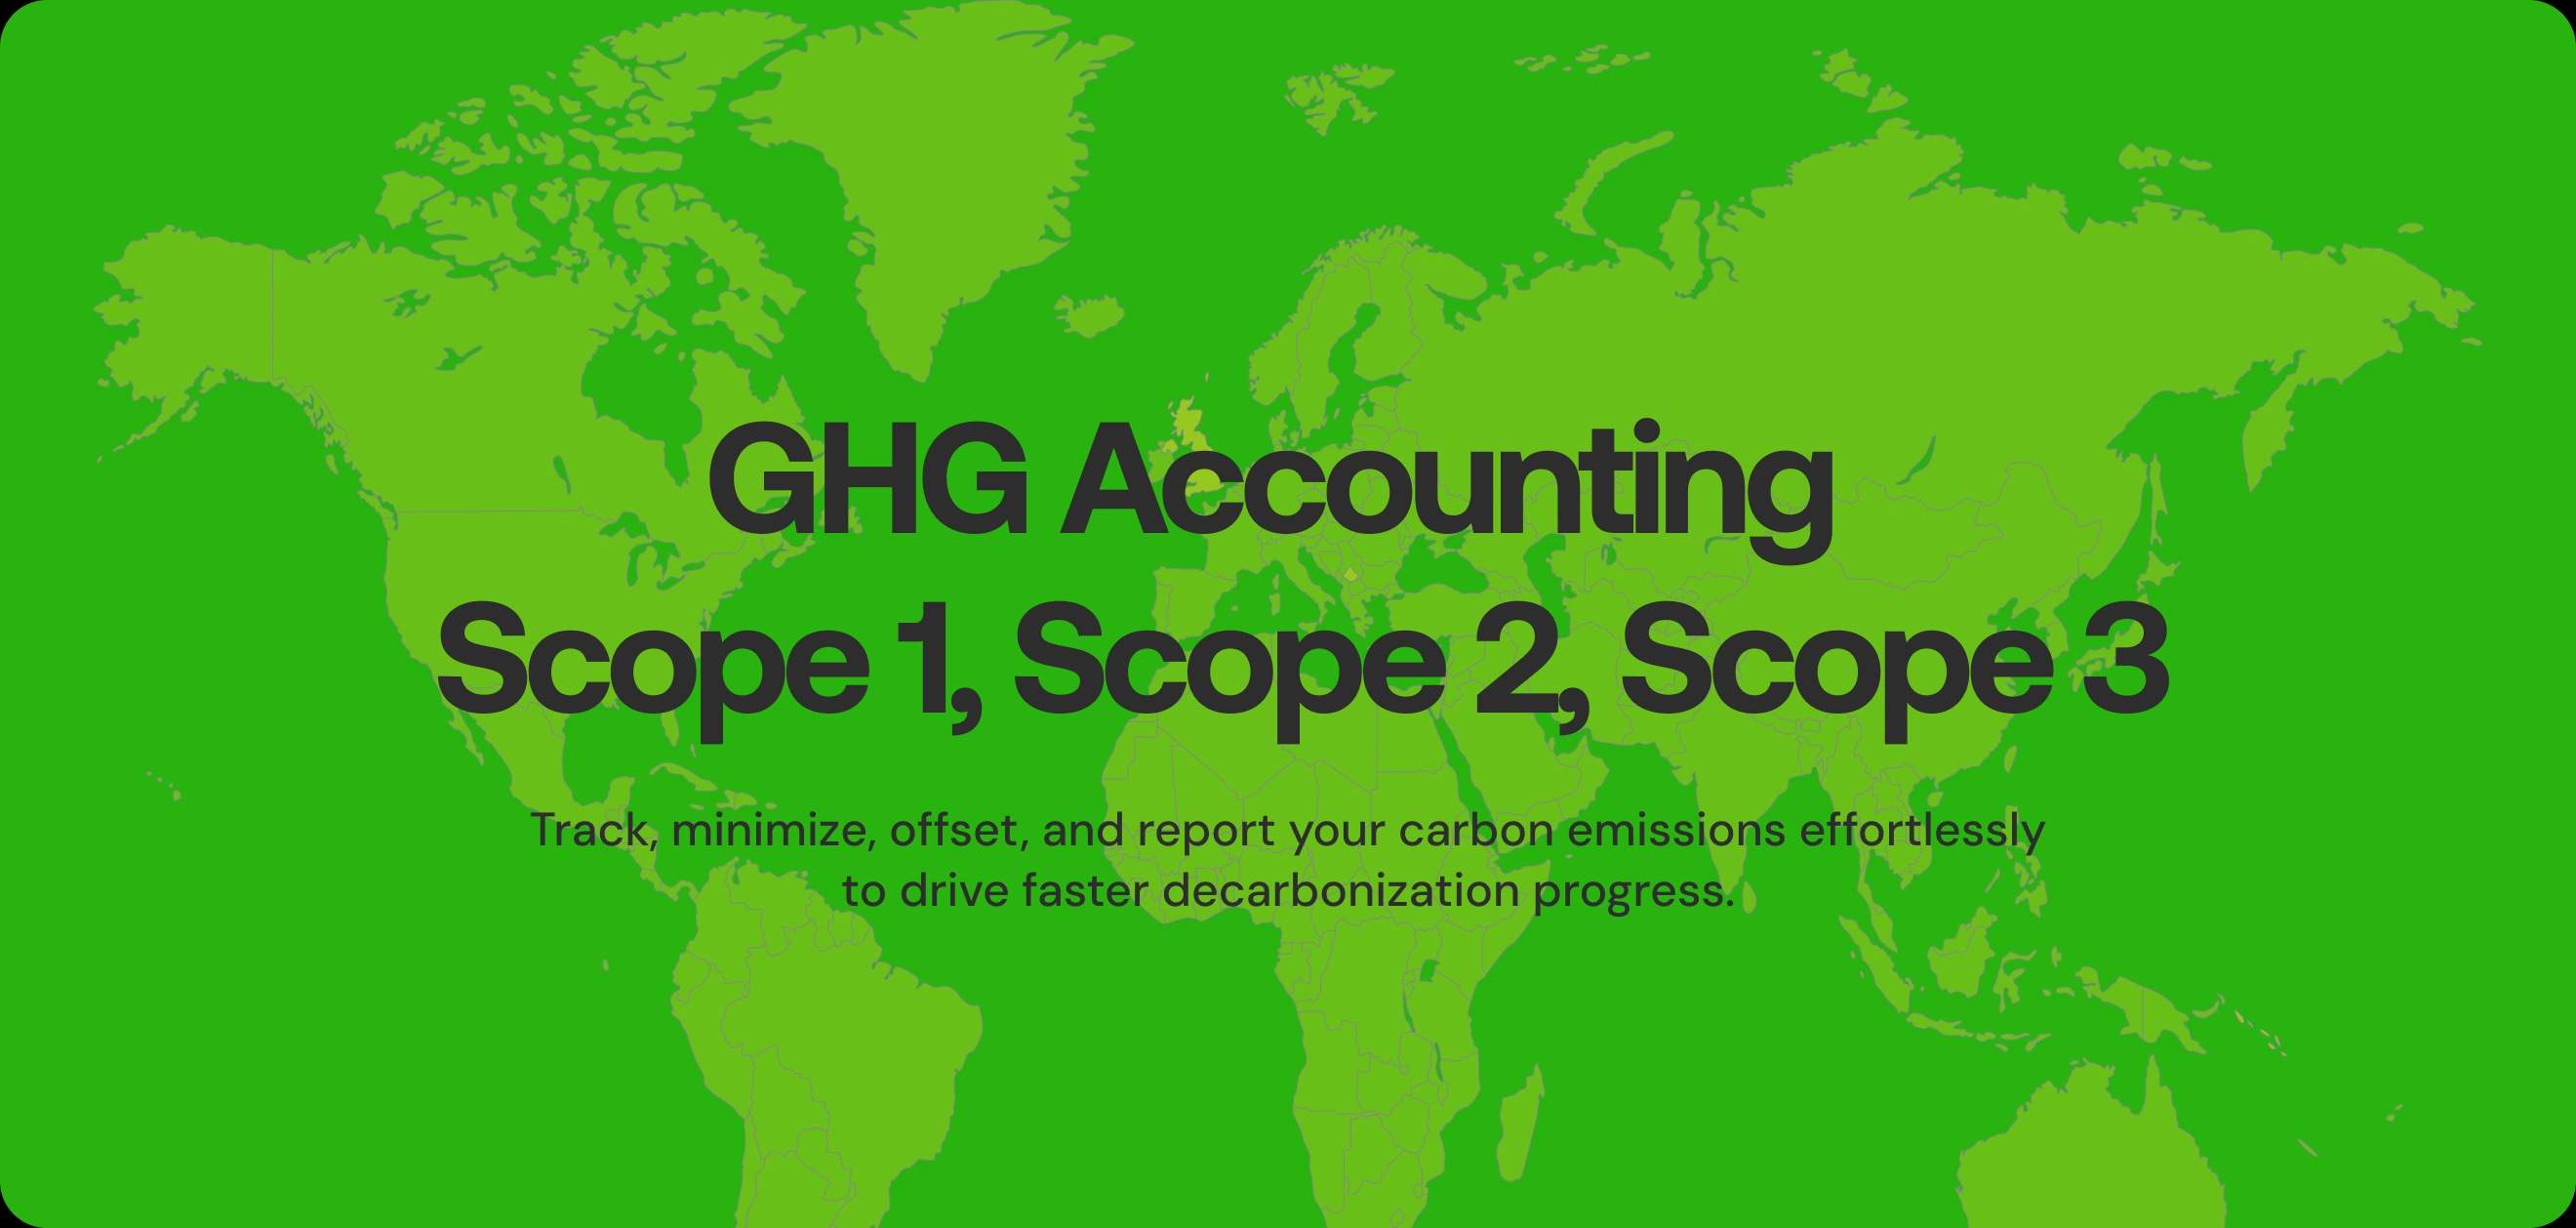 GHG Accounting
Scope 1, Scope 2, Scope 3
Track, minimize, offset, and report your carbon emissions effortlessly
to drive faster decarbonization progress.